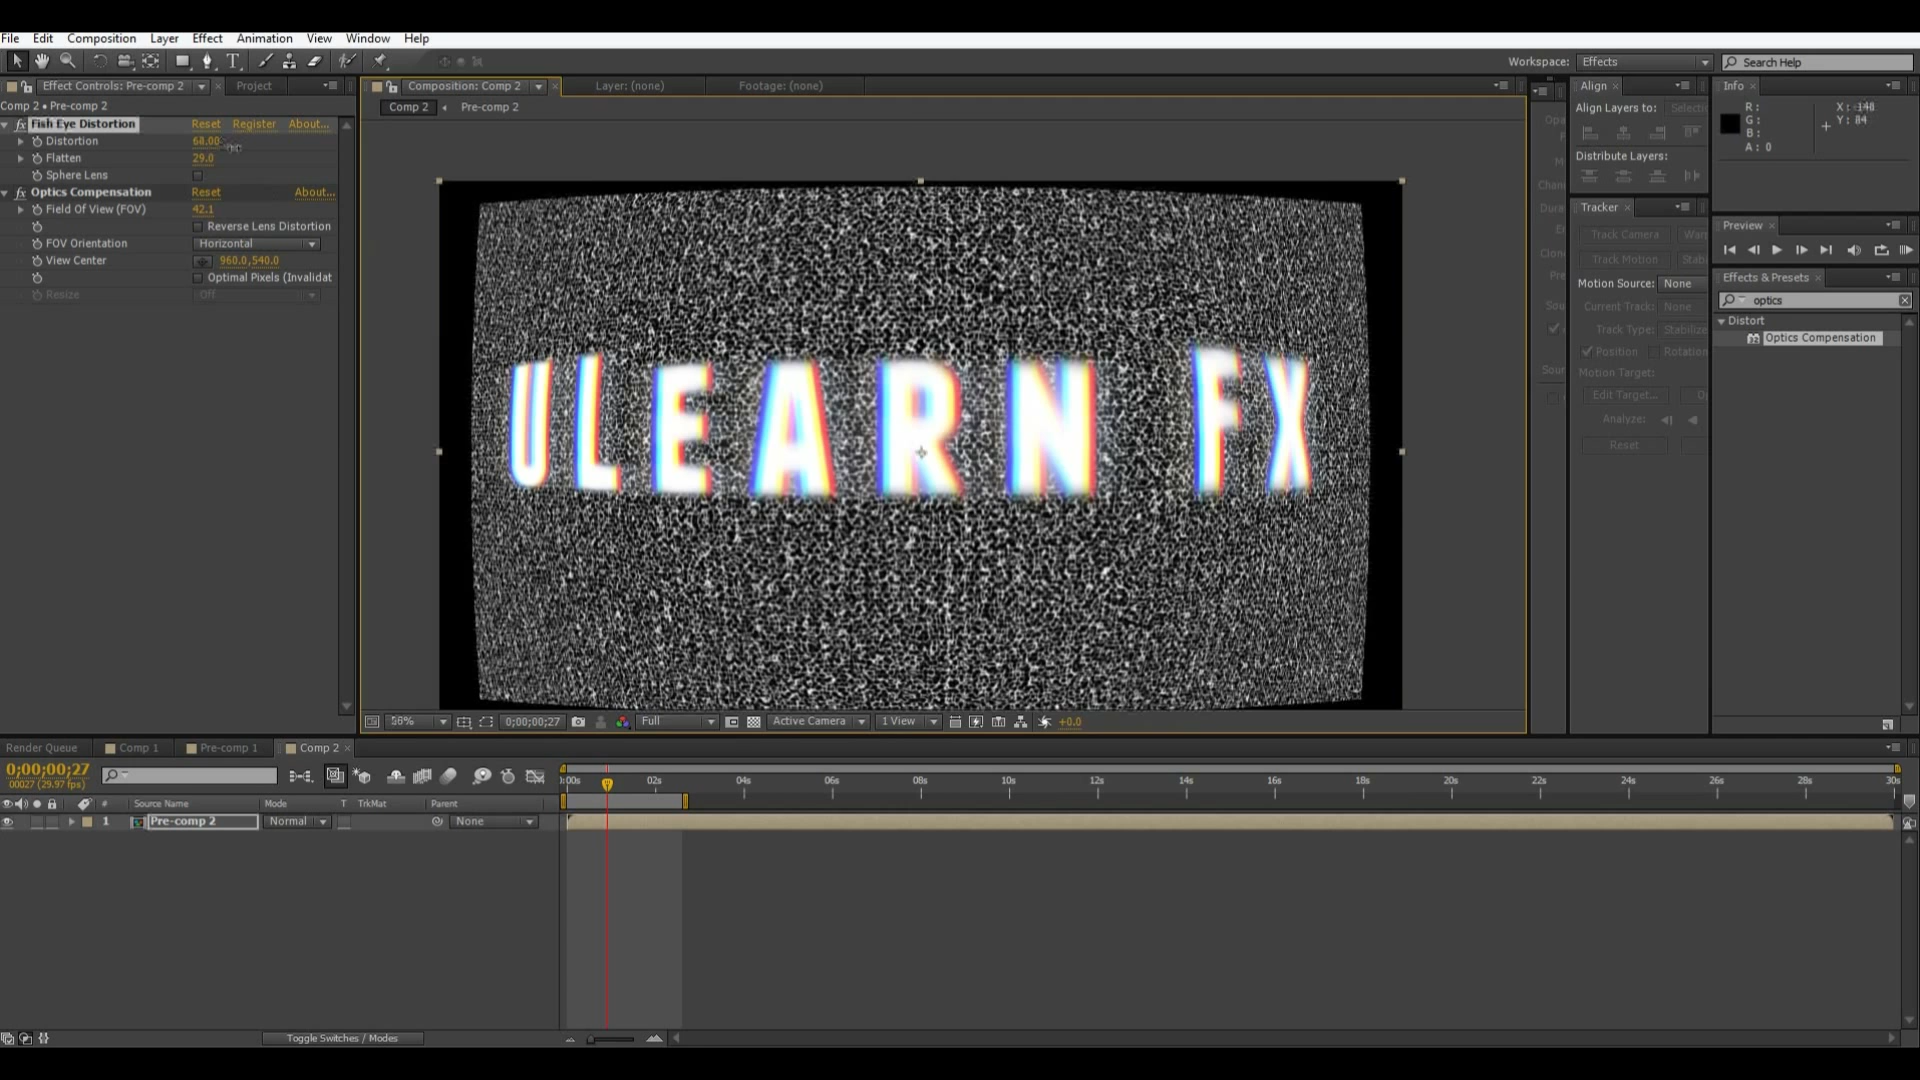 File Edit Composition Layer Effect Animation View Window Help
Workspace: Effects Search Help
Effect Controls: Pre-comp 2 Project
Comp 2 • Pre-comp 2
Fish Eye Distortion Reset Register About...
Distortion 68.00
Flatten 29.0
Sphere Lens
Optics Compensation Reset About...
Field Of View (FOV) 42.1
Reverse Lens Distortion
FOV Orientation Horizontal
View Center 960.0,540.0
Optimal Pixels (Invalidat
Resize Off
Composition: Comp 2 Layer: (none) Footage: (none)
Comp 2 Pre-comp 2
ULEARN FX
0;00;00;27 Full Active Camera 1 View +0.0
Align
Align Layers to: Selecti
Distribute Layers:
Tracker
Track Camera Warp
Track Motion Stabi
Motion Source: None
Current Track: None
Track Type: Stabilize
Position Rotation
Motion Target:
Edit Target...
Analyze:
Reset
Info
R: X: -148
G: Y: 84
B:
A: 0
Preview
Effects & Presets
optics
Distort
Optics Compensation
Render Queue Comp 1 Pre-comp 1 Comp 2
0;00;00;27
00027 (29.97 fps)
:00s 02s 04s 06s 08s 10s 12s 14s 16s 18s 20s 22s 24s 26s 28s 30s
# Source Name Mode T TrkMat Parent
1 Pre-comp 2 Normal None
Toggle Switches / Modes